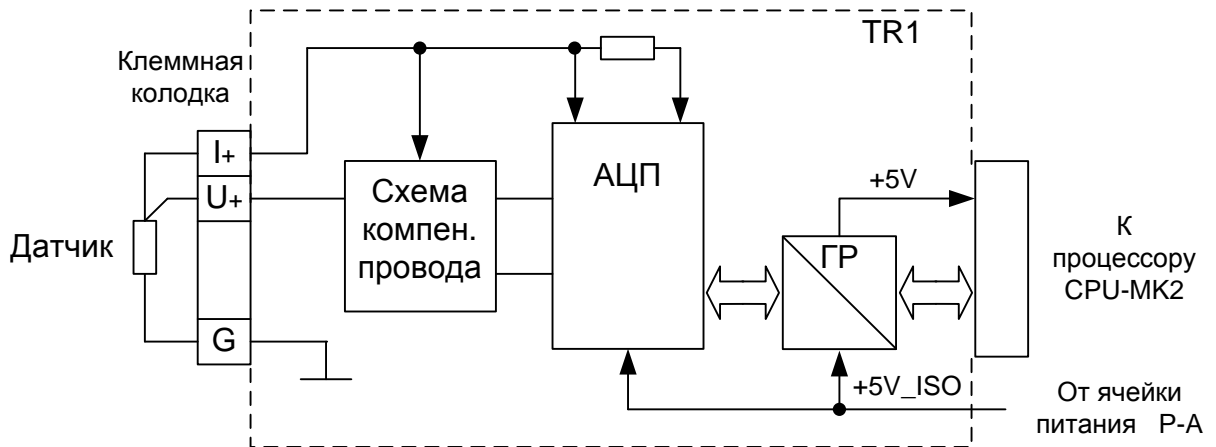 TR1
Клеммная
колодка
I+
U+
G
Датчик
Схема
компен.
провода
АЦП
+5V
ГР
+5V_ISO
К
процессору
CPU-MK2
От ячейки
питания P-A